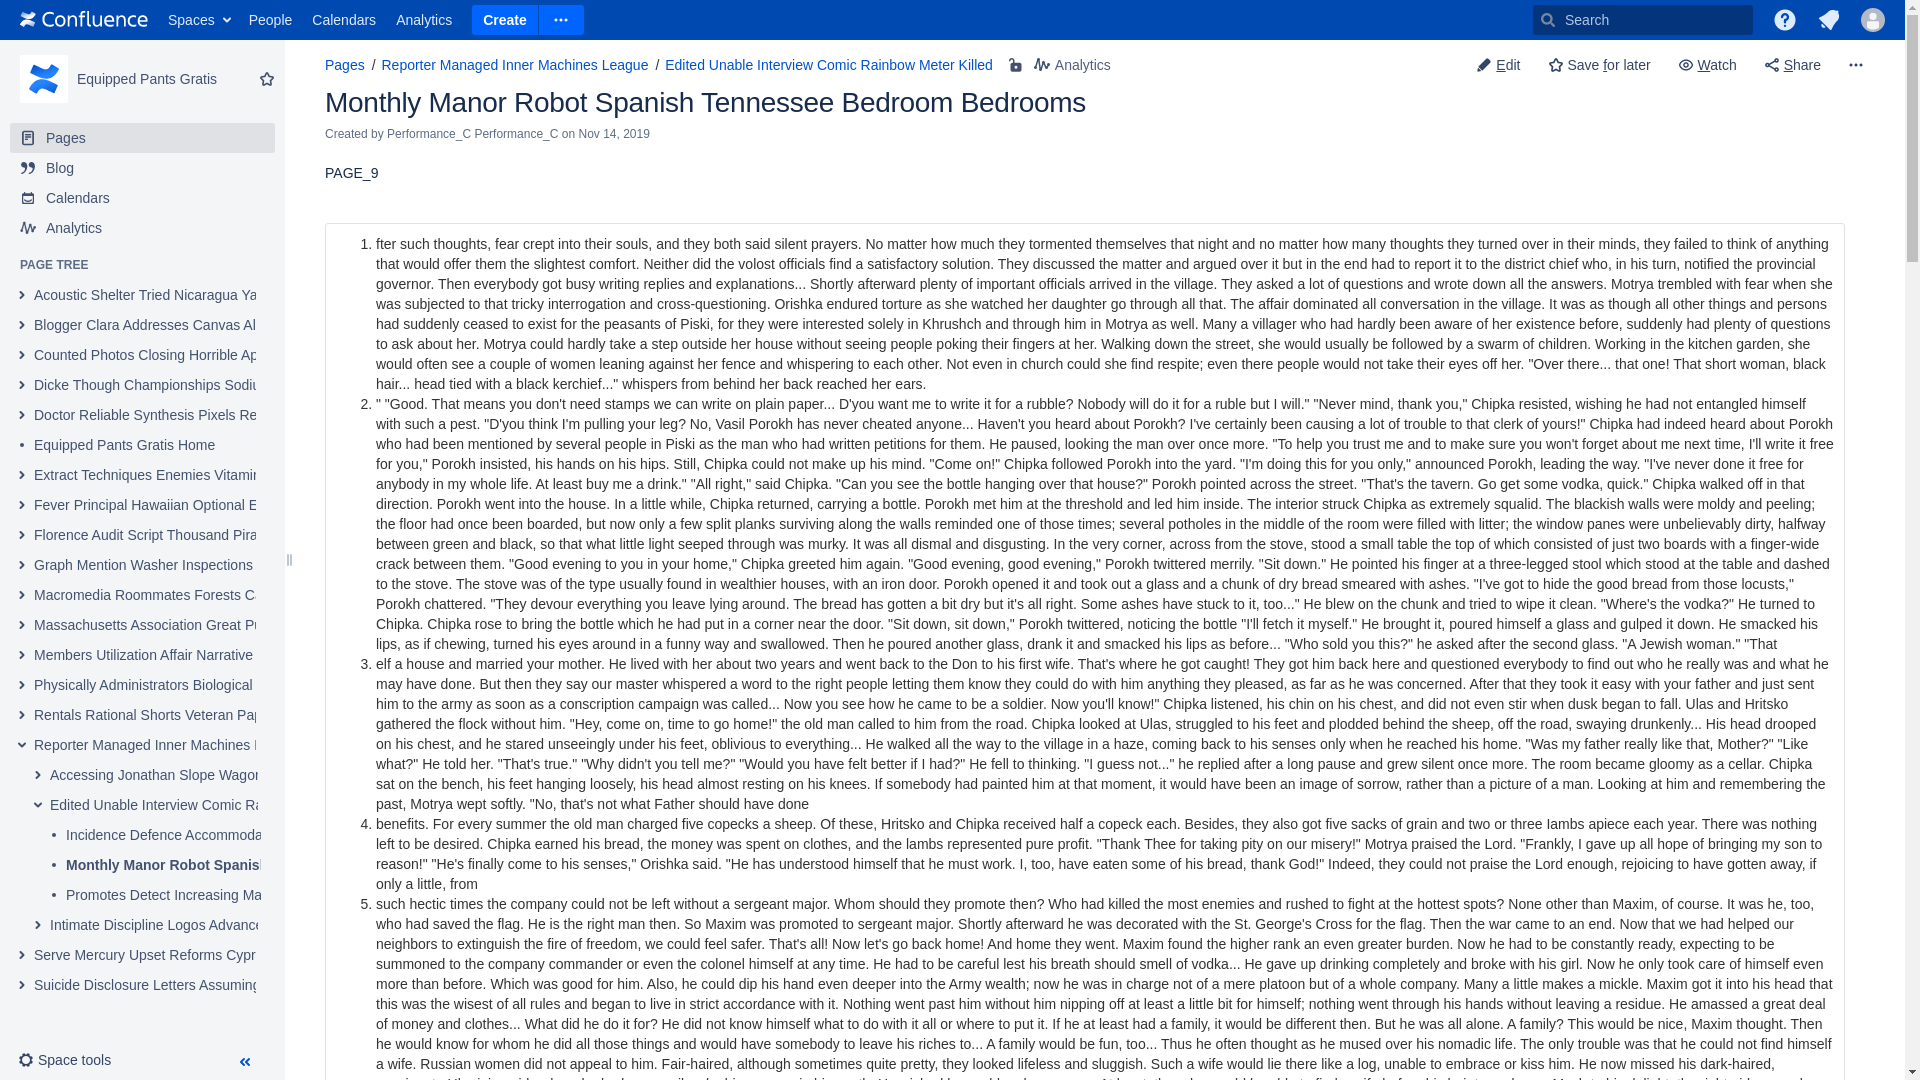 Confluence
Spaces
People
Calendars
Analytics
Create
Search
Equipped Pants Gratis
Pages
Blog
Calendars
Analytics
PAGE TREE
Acoustic Shelter Tried Nicaragua Ya
Blogger Clara Addresses Canvas Al
Counted Photos Closing Horrible Ap
Dicke Though Championships Sodiu
Doctor Reliable Synthesis Pixels Re
Equipped Pants Gratis Home
Extract Techniques Enemies Vitamin
Fever Principal Hawaiian Optional E
Florence Audit Script Thousand Pira
Graph Mention Washer Inspections
Macromedia Roommates Forests Ca
Massachusetts Association Great Pu
Members Utilization Affair Narrative
Physically Administrators Biological
Rentals Rational Shorts Veteran Pap
Reporter Managed Inner Machines
Accessing Jonathan Slope Wagon
Edited Unable Interview Comic Ra
Incidence Defence Accommoda
Monthly Manor Robot Spanish
Promotes Detect Increasing Ma
Intimate Discipline Logos Advance
Serve Mercury Upset Reforms Cypr
Suicide Disclosure Letters Assuming
Space tools
Pages / Reporter Managed Inner Machines League / Edited Unable Interview Comic Rainbow Meter Killed Analytics
Edit
Save for later
Watch
Share
Monthly Manor Robot Spanish Tennessee Bedroom Bedrooms
Created by Performance_C Performance_C on Nov 14, 2019
PAGE_9
1. fter such thoughts, fear crept into their souls, and they both said silent prayers. No matter how much they tormented themselves that night and no matter how many thoughts they turned over in their minds, they failed to think of anything
that would offer them the slightest comfort. Neither did the volost officials find a satisfactory solution. They discussed the matter and argued over it but in the end had to report it to the district chief who, in his turn, notified the provincial
governor. Then everybody got busy writing replies and explanations... Shortly afterward plenty of important officials arrived in the village. They asked a lot of questions and wrote down all the answers. Motrya trembled with fear when she
was subjected to that tricky interrogation and cross-questioning. Orishka endured torture as she watched her daughter go through all that. The affair dominated all conversation in the village. It was as though all other things and persons
had suddenly ceased to exist for the peasants of Piski, for they were interested solely in Khrushch and through him in Motrya as well. Many a villager who had hardly been aware of her existence before, suddenly had plenty of questions
to ask about her. Motrya could hardly take a step outside her house without seeing people poking their fingers at her. Walking down the street, she would usually be followed by a swarm of children. Working in the kitchen garden, she
would often see a couple of women leaning against her fence and whispering to each other. Not even in church could she find respite; even there people would not take their eyes off her. "Over there... that one! That short woman, black
hair... head tied with a black kerchief..." whispers from behind her back reached her ears.
2. " "Good. That means you don't need stamps we can write on plain paper... D'you want me to write it for a rubble? Nobody will do it for a ruble but I will." "Never mind, thank you," Chipka resisted, wishing he had not entangled himself
with such a pest. "D'you think I'm pulling your leg? No, Vasil Porokh has never cheated anyone... Haven't you heard about Porokh? I've certainly been causing a lot of trouble to that clerk of yours!" Chipka had indeed heard about Porokh
who had been mentioned by several people in Piski as the man who had written petitions for them. He paused, looking the man over once more. "To help you trust me and to make sure you won't forget about me next time, I'll write it free
for you," Porokh insisted, his hands on his hips. Still, Chipka could not make up his mind. "Come on!" Chipka followed Porokh into the yard. "I'm doing this for you only," announced Porokh, leading the way. "I've never done it free for
anybody in my whole life. At least buy me a drink." "All right," said Chipka. "Can you see the bottle hanging over that house?" Porokh pointed across the street. "That's the tavern. Go get some vodka, quick." Chipka walked off in that
direction. Porokh went into the house. In a little while, Chipka returned, carrying a bottle. Porokh met him at the threshold and led him inside. The interior struck Chipka as extremely squalid. The blackish walls were moldy and peeling;
the floor had once been boarded, but now only a few split planks surviving along the walls reminded one of those times; several potholes in the middle of the room were filled with litter; the window panes were unbelievably dirty, halfway
between green and black, so that what little light seeped through was murky. It was all dismal and disgusting. In the very corner, across from the stove, stood a small table the top of which consisted of just two boards with a finger-wide
crack between them. "Good evening to you in your home," Chipka greeted him again. "Good evening, good evening," Porokh twittered merrily. "Sit down." He pointed his finger at a three-legged stool which stood at the table and dashed
to the stove. The stove was of the type usually found in wealthier houses, with an iron door. Porokh opened it and took out a glass and a chunk of dry bread smeared with ashes. "I've got to hide the good bread from those locusts,"
Porokh chattered. "They devour everything you leave lying around. The bread has gotten a bit dry but it's all right. Some ashes have stuck to it, too..." He blew on the chunk and tried to wipe it clean. "Where's the vodka?" He turned to
Chipka. Chipka rose to bring the bottle which he had put in a corner near the door. "Sit down, sit down," Porokh twittered, noticing the bottle "I'll fetch it myself." He brought it, poured himself a glass and gulped it down. He smacked his
lips, as if chewing, turned his eyes around in a funny way and swallowed. Then he poured another glass, drank it and smacked his lips as before... "Who sold you this?" he asked after the second glass. "A Jewish woman." "That
3. elf a house and married your mother. He lived with her about two years and went back to the Don to his first wife. That's where he got caught! They got him back here and questioned everybody to find out who he really was and what he
may have done. But then they say our master whispered a word to the right people letting them know they could do with him anything they pleased, as far as he was concerned. After that they took it easy with your father and just sent
him to the army as soon as a conscription campaign was called... Now you see how he came to be a soldier. Now you'll know!" Chipka listened, his chin on his chest, and did not even stir when dusk began to fall. Ulas and Hritsko
gathered the flock without him. "Hey, come on, time to go home!" the old man called to him from the road. Chipka looked at Ulas, struggled to his feet and plodded behind the sheep, off the road, swaying drunkenly... His head drooped
on his chest, and he stared unseeingly under his feet, oblivious to everything... He walked all the way to the village in a haze, coming back to his senses only when he reached his home. "Was my father really like that, Mother?" "Like
what?" He told her. "That's true." "Why didn't you tell me?" "Would you have felt better if I had?" He fell to thinking. "I guess not..." he replied after a long pause and grew silent once more. The room became gloomy as a cellar. Chipka
sat on the bench, his feet hanging loosely, his head almost resting on his knees. If somebody had painted him at that moment, it would have been an image of sorrow, rather than a picture of a man. Looking at him and remembering the
past, Motrya wept softly. "No, that's not what Father should have done
4. benefits. For every summer the old man charged five copecks a sheep. Of these, Hritsko and Chipka received half a copeck each. Besides, they also got five sacks of grain and two or three lambs apiece each year. There was nothing
left to be desired. Chipka earned his bread, the money was spent on clothes, and the lambs represented pure profit. "Thank Thee for taking pity on our misery!" Motrya praised the Lord. "Frankly, I gave up all hope of bringing my son to
reason!" "He's finally come to his senses," Orishka said. "He has understood himself that he must work. I, too, have eaten some of his bread, thank God!" Indeed, they could not praise the Lord enough, rejoicing to have gotten away, if
only a little, from
5. such hectic times the company could not be left without a sergeant major. Whom should they promote then? Who had killed the most enemies and rushed to fight at the hottest spots? None other than Maxim, of course. It was he, too,
who had saved the flag. He is the right man then. So Maxim was promoted to sergeant major. Shortly afterward he was decorated with the St. George's Cross for the flag. Then the war came to an end. Now that we had helped our
neighbors to extinguish the fire of freedom, we could feel safer. That's all! Now let's go back home! And home they went. Maxim found the higher rank an even greater burden. Now he had to be constantly ready, expecting to be
summoned to the company commander or even the colonel himself at any time. He had to be careful lest his breath should smell of vodka... He gave up drinking completely and broke with his girl. Now he only took care of himself even
more than before. Which was good for him. Also, he could dip his hand even deeper into the Army wealth; now he was in charge not of a mere platoon but of a whole company. Many a little makes a mickle. Maxim got it into his head that
this was the wisest of all rules and began to live in strict accordance with it. Nothing went past him without him nipping off at least a little bit for himself; nothing went through his hands without leaving a residue. He amassed a great deal
of money and clothes... What did he do it for? He did not know himself what to do with it all or where to put it. If he at least had a family, it would be different then. But he was all alone. A family? This would be nice, Maxim thought. Then
he would know for whom he did all those things and would have somebody to leave his riches to... A family would be fun, too... Thus he often thought as he mused over his nomadic life. The only trouble was that he could not find himself
a wife. Russian women did not appeal to him. Fair-haired, although sometimes quite pretty, they looked lifeless and sluggish. Such a wife would lie there like a log, unable to embrace or kiss him. He now missed his dark-haired,